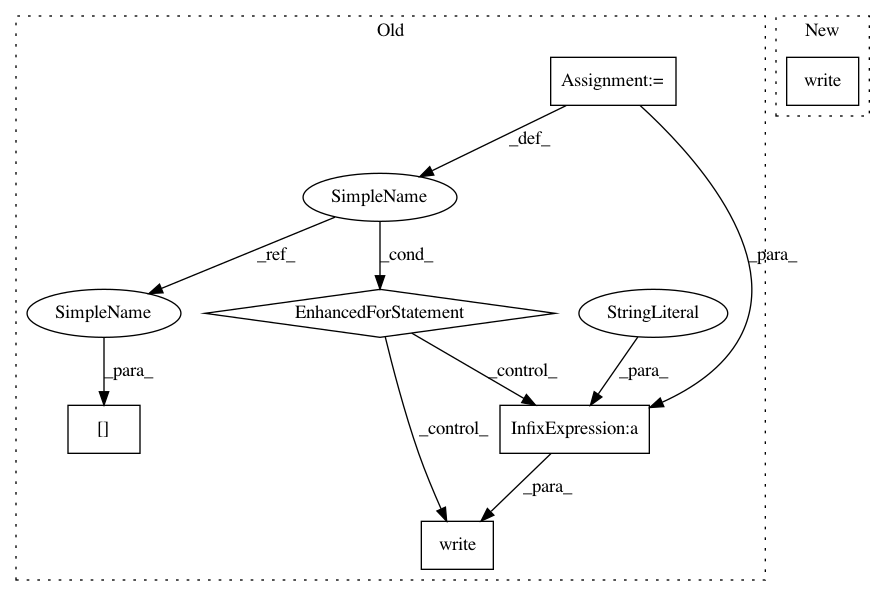 Old
New
Assignment:=
write
_def_
SimpleName
_ref_
_cond_
_para_
SimpleName
EnhancedForStatement
StringLiteral
_para_
_control_
_para_
[]
InfixExpression:a
_control_
_para_
write